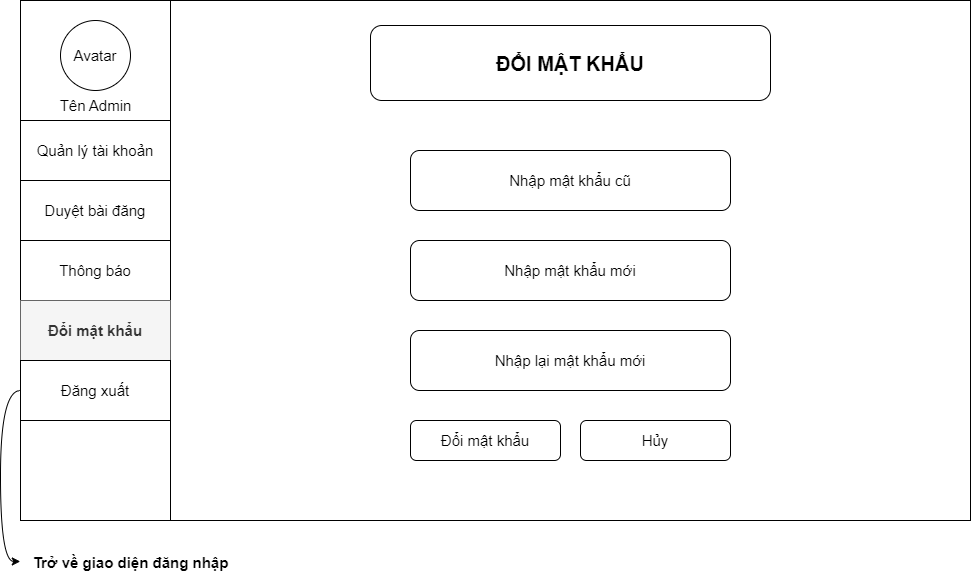 Avatar
Tên Admin
Quản lý tài khoản
Duyệt bài đăng
Thông báo
Đổi mật khẩu
Đăng xuất
ĐỔI MẬT KHẨU
Nhập mật khẩu cũ
Nhập mật khẩu mới
Nhập lại mật khẩu mới
Đổi mật khẩu
Hủy
Trở về giao diện đăng nhập